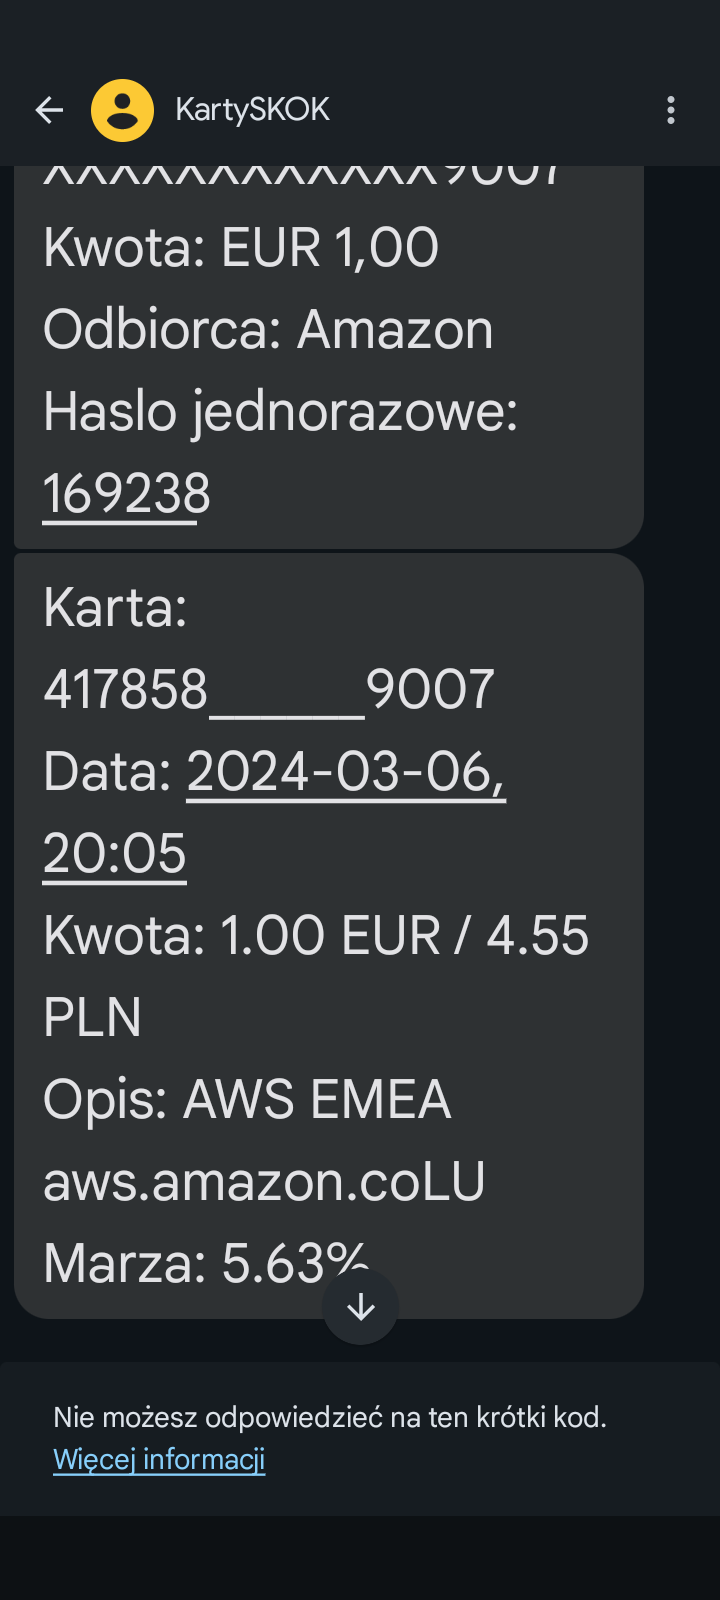 KartySKOK
XXXXXXXXXXXX9007
Kwota: EUR 1,00
Odbiorca: Amazon
Haslo jednorazowe:
169238
Karta:
417858______9007
Data: 2024-03-06,
20:05
Kwota: 1.00 EUR / 4.55
PLN
Opis: AWS EMEA
aws.amazon.coLU
Marza: 5.63%
Nie możesz odpowiedzieć na ten krótki kod.
Więcej informacji